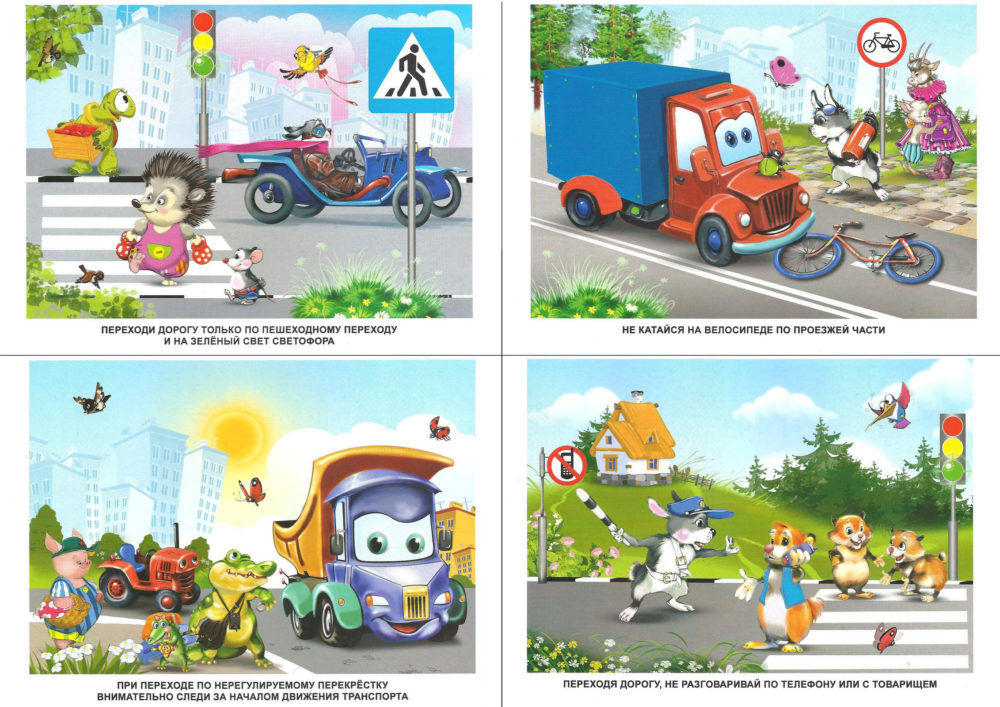 ПЕРЕХОДИ ДОРОГУ ТОЛЬКО ПО ПЕШЕХОДНОМУ ПЕРЕХОДУ
И НА ЗЕЛЁНЫЙ СВЕТ СВЕТОФОРА
НЕ КАТАЙСЯ НА ВЕЛОСИПЕДЕ ПО ПРОЕЗЖЕЙ ЧАСТИ
ПРИ ПЕРЕХОДЕ ПО НЕРЕГУЛИРУЕМОМУ ПЕРЕКРЁСТКУ
ВНИМАТЕЛЬНО СЛЕДИ ЗА НАЧАЛОМ ДВИЖЕНИЯ ТРАНСПОРТА
ПЕРЕХОДЯ ДОРОГУ, НЕ РАЗГОВАРИВАЙ ПО ТЕЛЕФОНУ ИЛИ С ТОВАРИЩЕМ